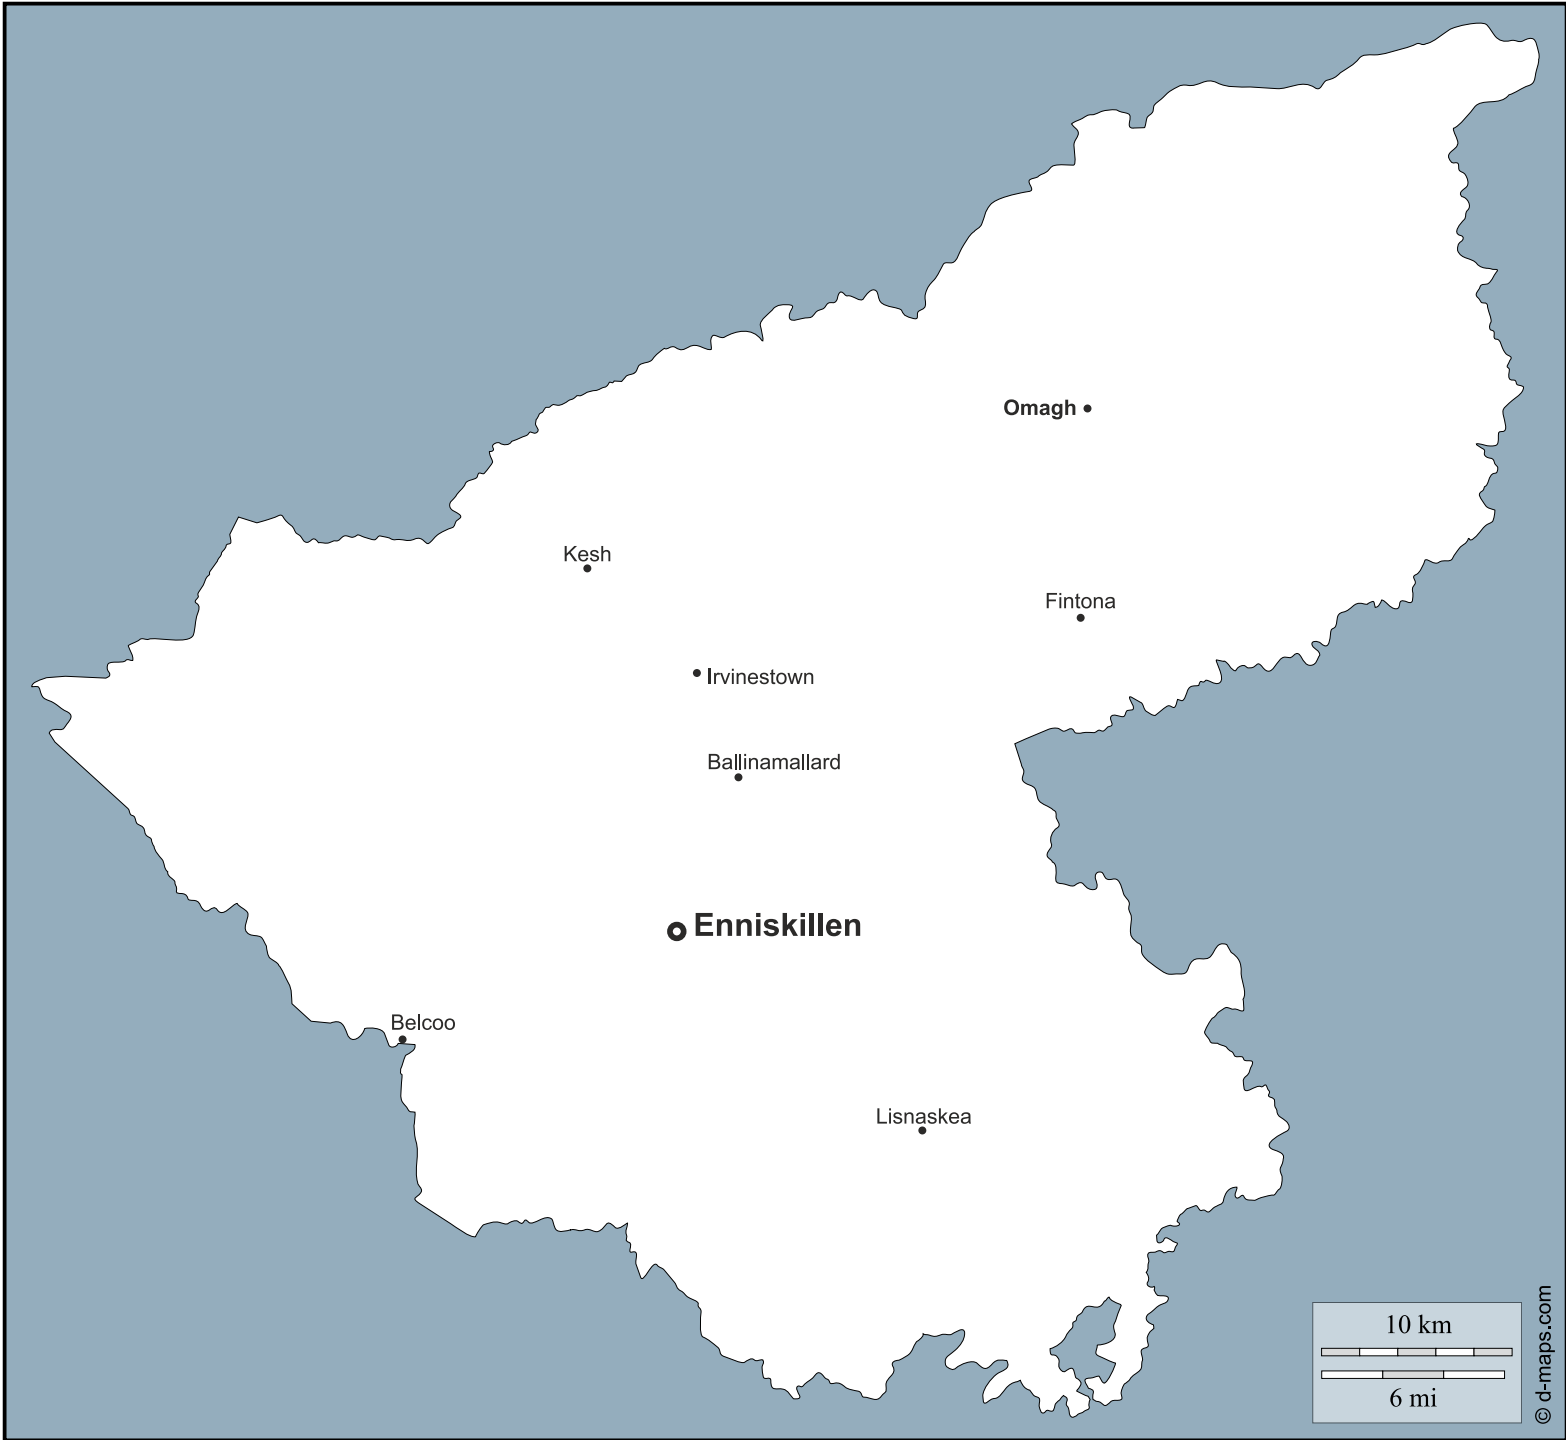 Omagh
Kesh
Fintona
Irvinestown
Ballinamallard
Enniskillen
Belcoo
Lisnaskea
10 km
6 mi
© d-maps.com